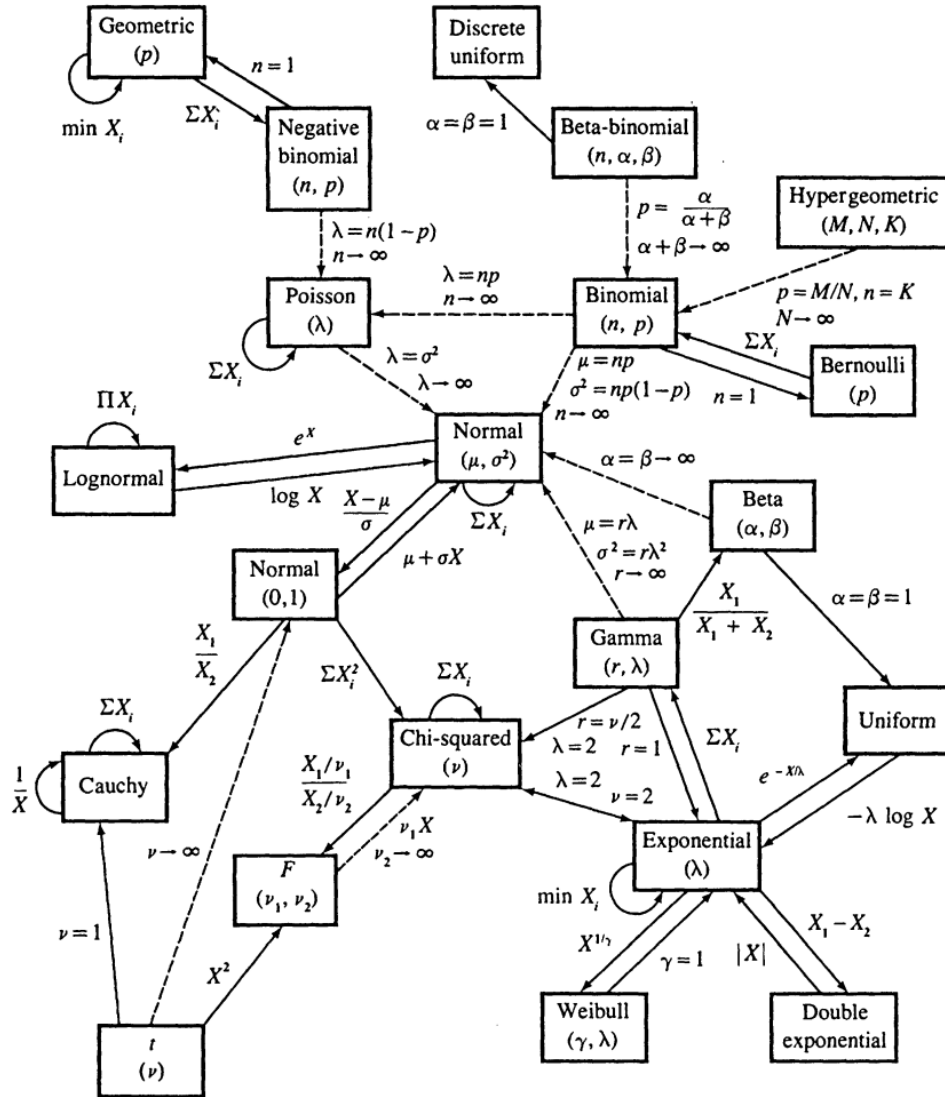 Geometric
(p)
n = 1
min X_i
ΣX_i
Negative
binomial
(n, p)
Discrete
uniform
α = β = 1
Beta-binomial
(n, α, β)
p = α / (α + β)
α + β → ∞
Hypergeometric
(M, N, K)
λ = n(1 − p)
n → ∞
Poisson
(λ)
ΣX_i
λ = np
n → ∞
Binomial
(n, p)
p = M/N, n = K
N → ∞
ΣX_i
Bernoulli
(p)
n = 1
λ = σ²
λ → ∞
μ = np
σ² = np(1 − p)
n → ∞
ΠX_i
Lognormal
e^X
log X
Normal
(μ, σ²)
ΣX_i
α = β → ∞
Beta
(α, β)
(X − μ) / σ
μ + σX
Normal
(0, 1)
μ = rλ
σ² = rλ²
r → ∞
X_1 / (X_1 + X_2)
α = β = 1
Gamma
(r, λ)
X_1 / X_2
ΣX_i²
ΣX_i
ΣX_i
Cauchy
1 / X
Chi-squared
(ν)
r = ν/2
λ = 2
r = 1
ΣX_i
Uniform
λ = 2
ν = 2
e^{−X/λ}
−λ log X
(X_1/ν_1) / (X_2/ν_2)
ν_1 X
ν_2 → ∞
ν → ∞
Exponential
(λ)
min X_i
F
(ν_1, ν_2)
ν = 1
X²
X^{1/γ}
γ = 1
|X|
X_1 − X_2
t
(ν)
Weibull
(γ, λ)
Double
exponential